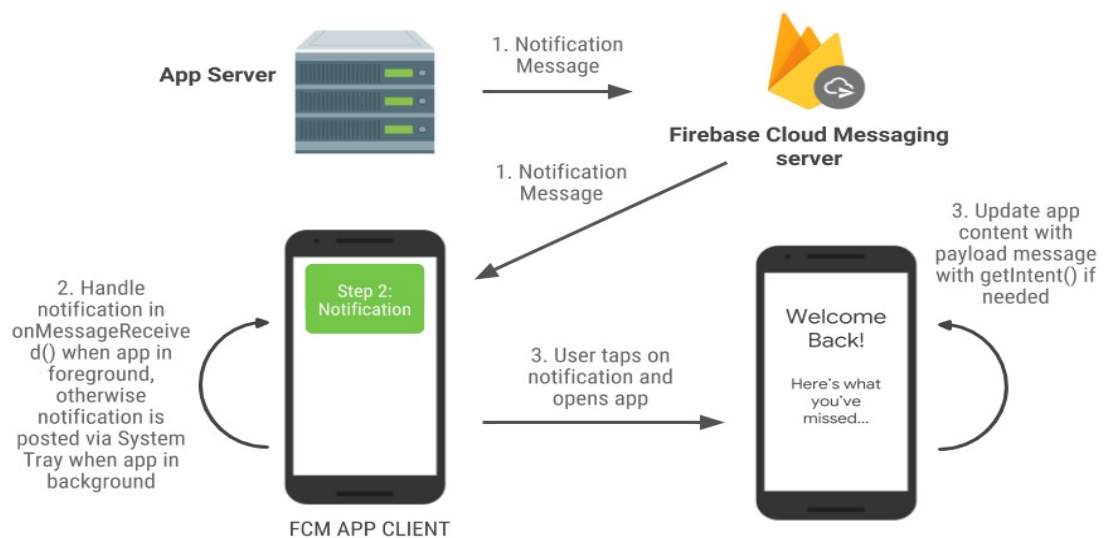 App Server
1. Notification
Message
Firebase Cloud Messaging
server
1. Notification
Message
2. Handle
notification in
onMessageReceive
d() when app in
foreground,
otherwise
notification is
posted via System
Tray when app in
background
Step 2:
Notification
FCM APP CLIENT
3. User taps on
notification and
opens app
Welcome
Back!
Here's what
you've
missed...
3. Update app
content with
payload message
with getIntent() if
needed